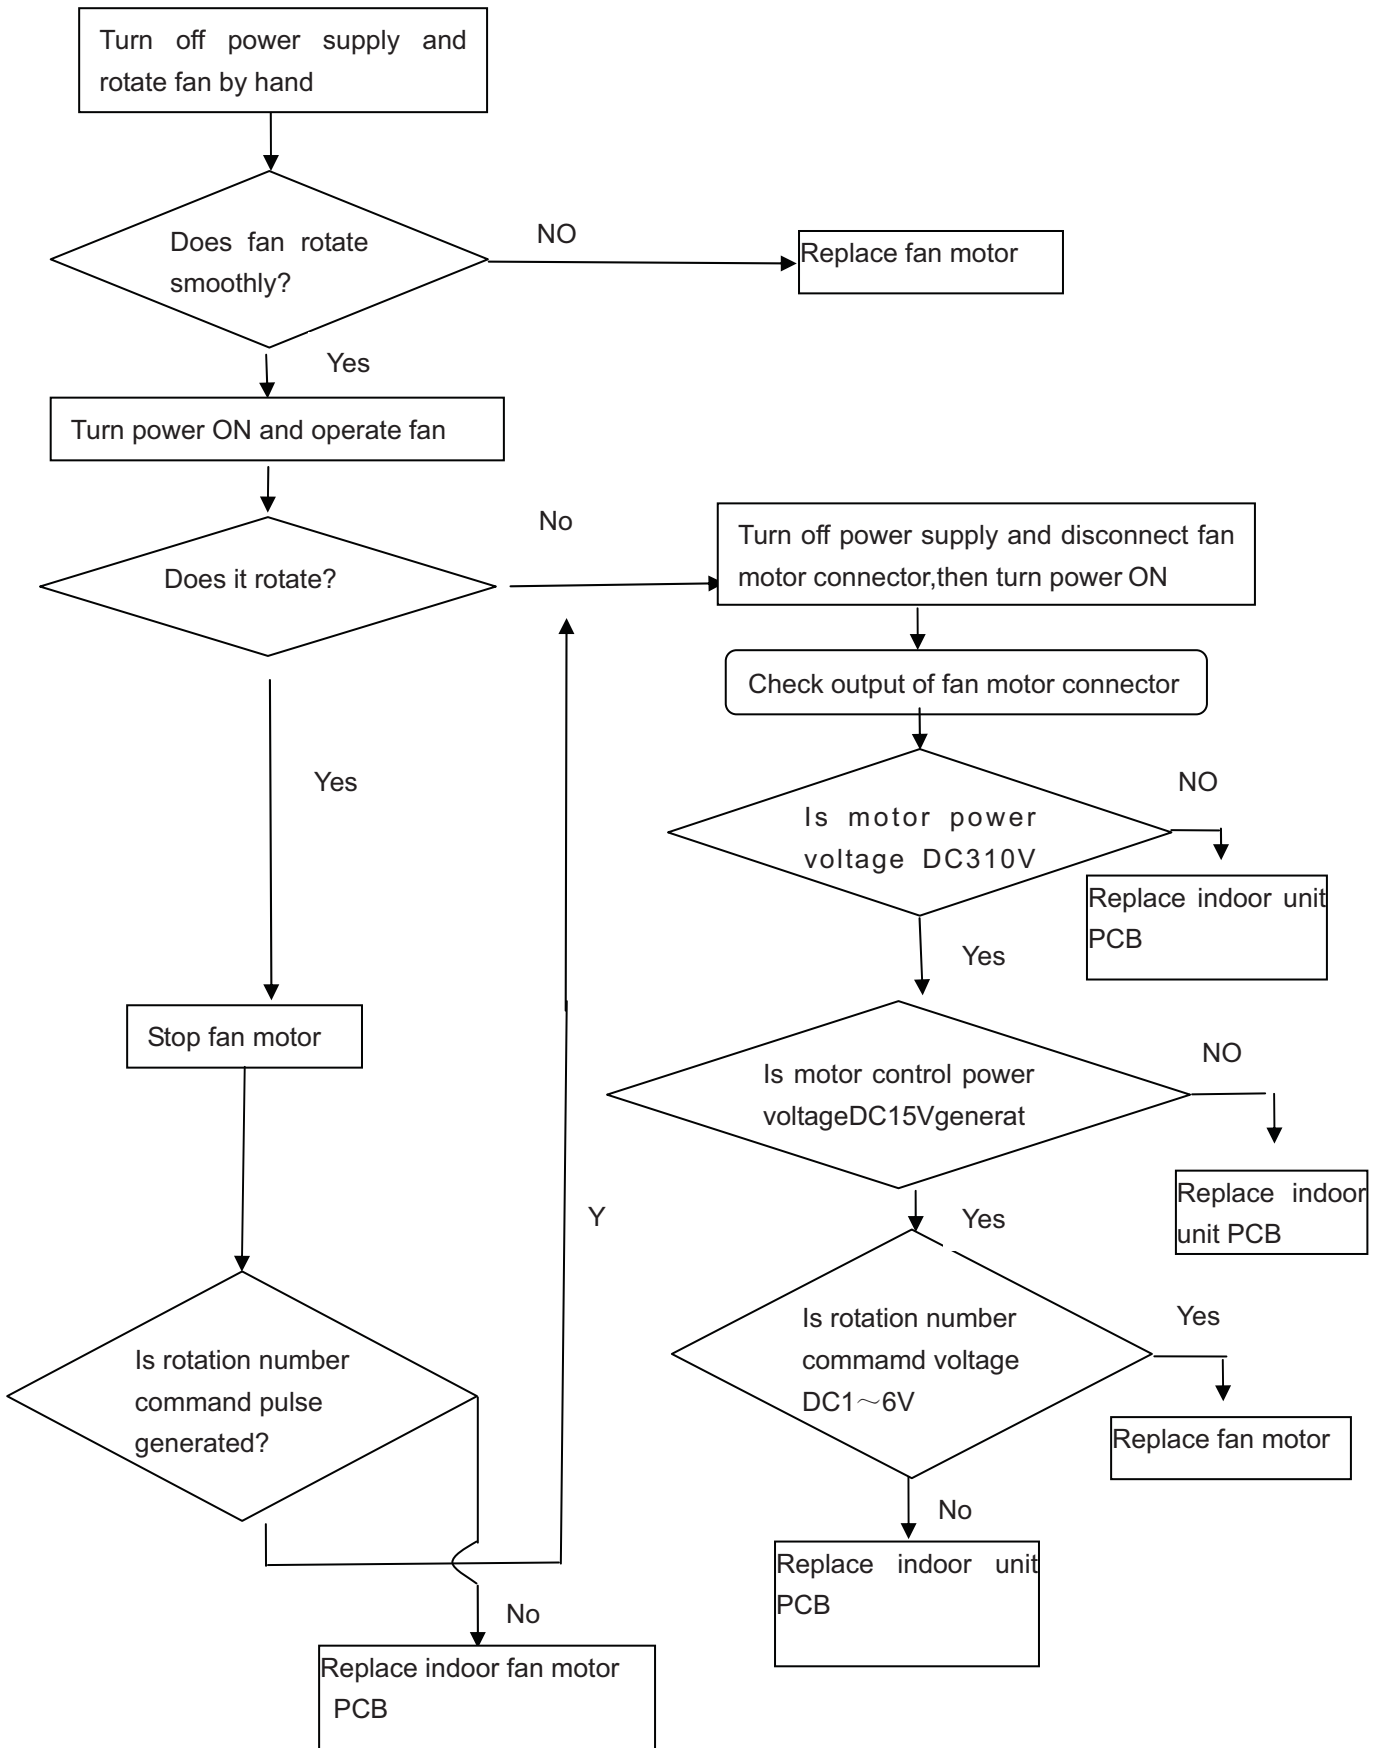 Turn off power supply and
rotate fan by hand
Does fan rotate
smoothly?
NO
Replace fan motor
Yes
Turn power ON and operate fan
Does it rotate?
No
Turn off power supply and disconnect fan
motor connector,then turn power ON
Check output of fan motor connector
Is motor power
voltage DC310V
NO
Replace indoor unit
PCB
Yes
Yes
Stop fan motor
Is motor control power
voltageDC15Vgenerat
NO
Replace indoor
unit PCB
Yes
Y
Is rotation number
commamd voltage
DC1～6V
Yes
Replace fan motor
No
Replace indoor unit
PCB
Is rotation number
command pulse
generated?
No
Replace indoor fan motor
PCB